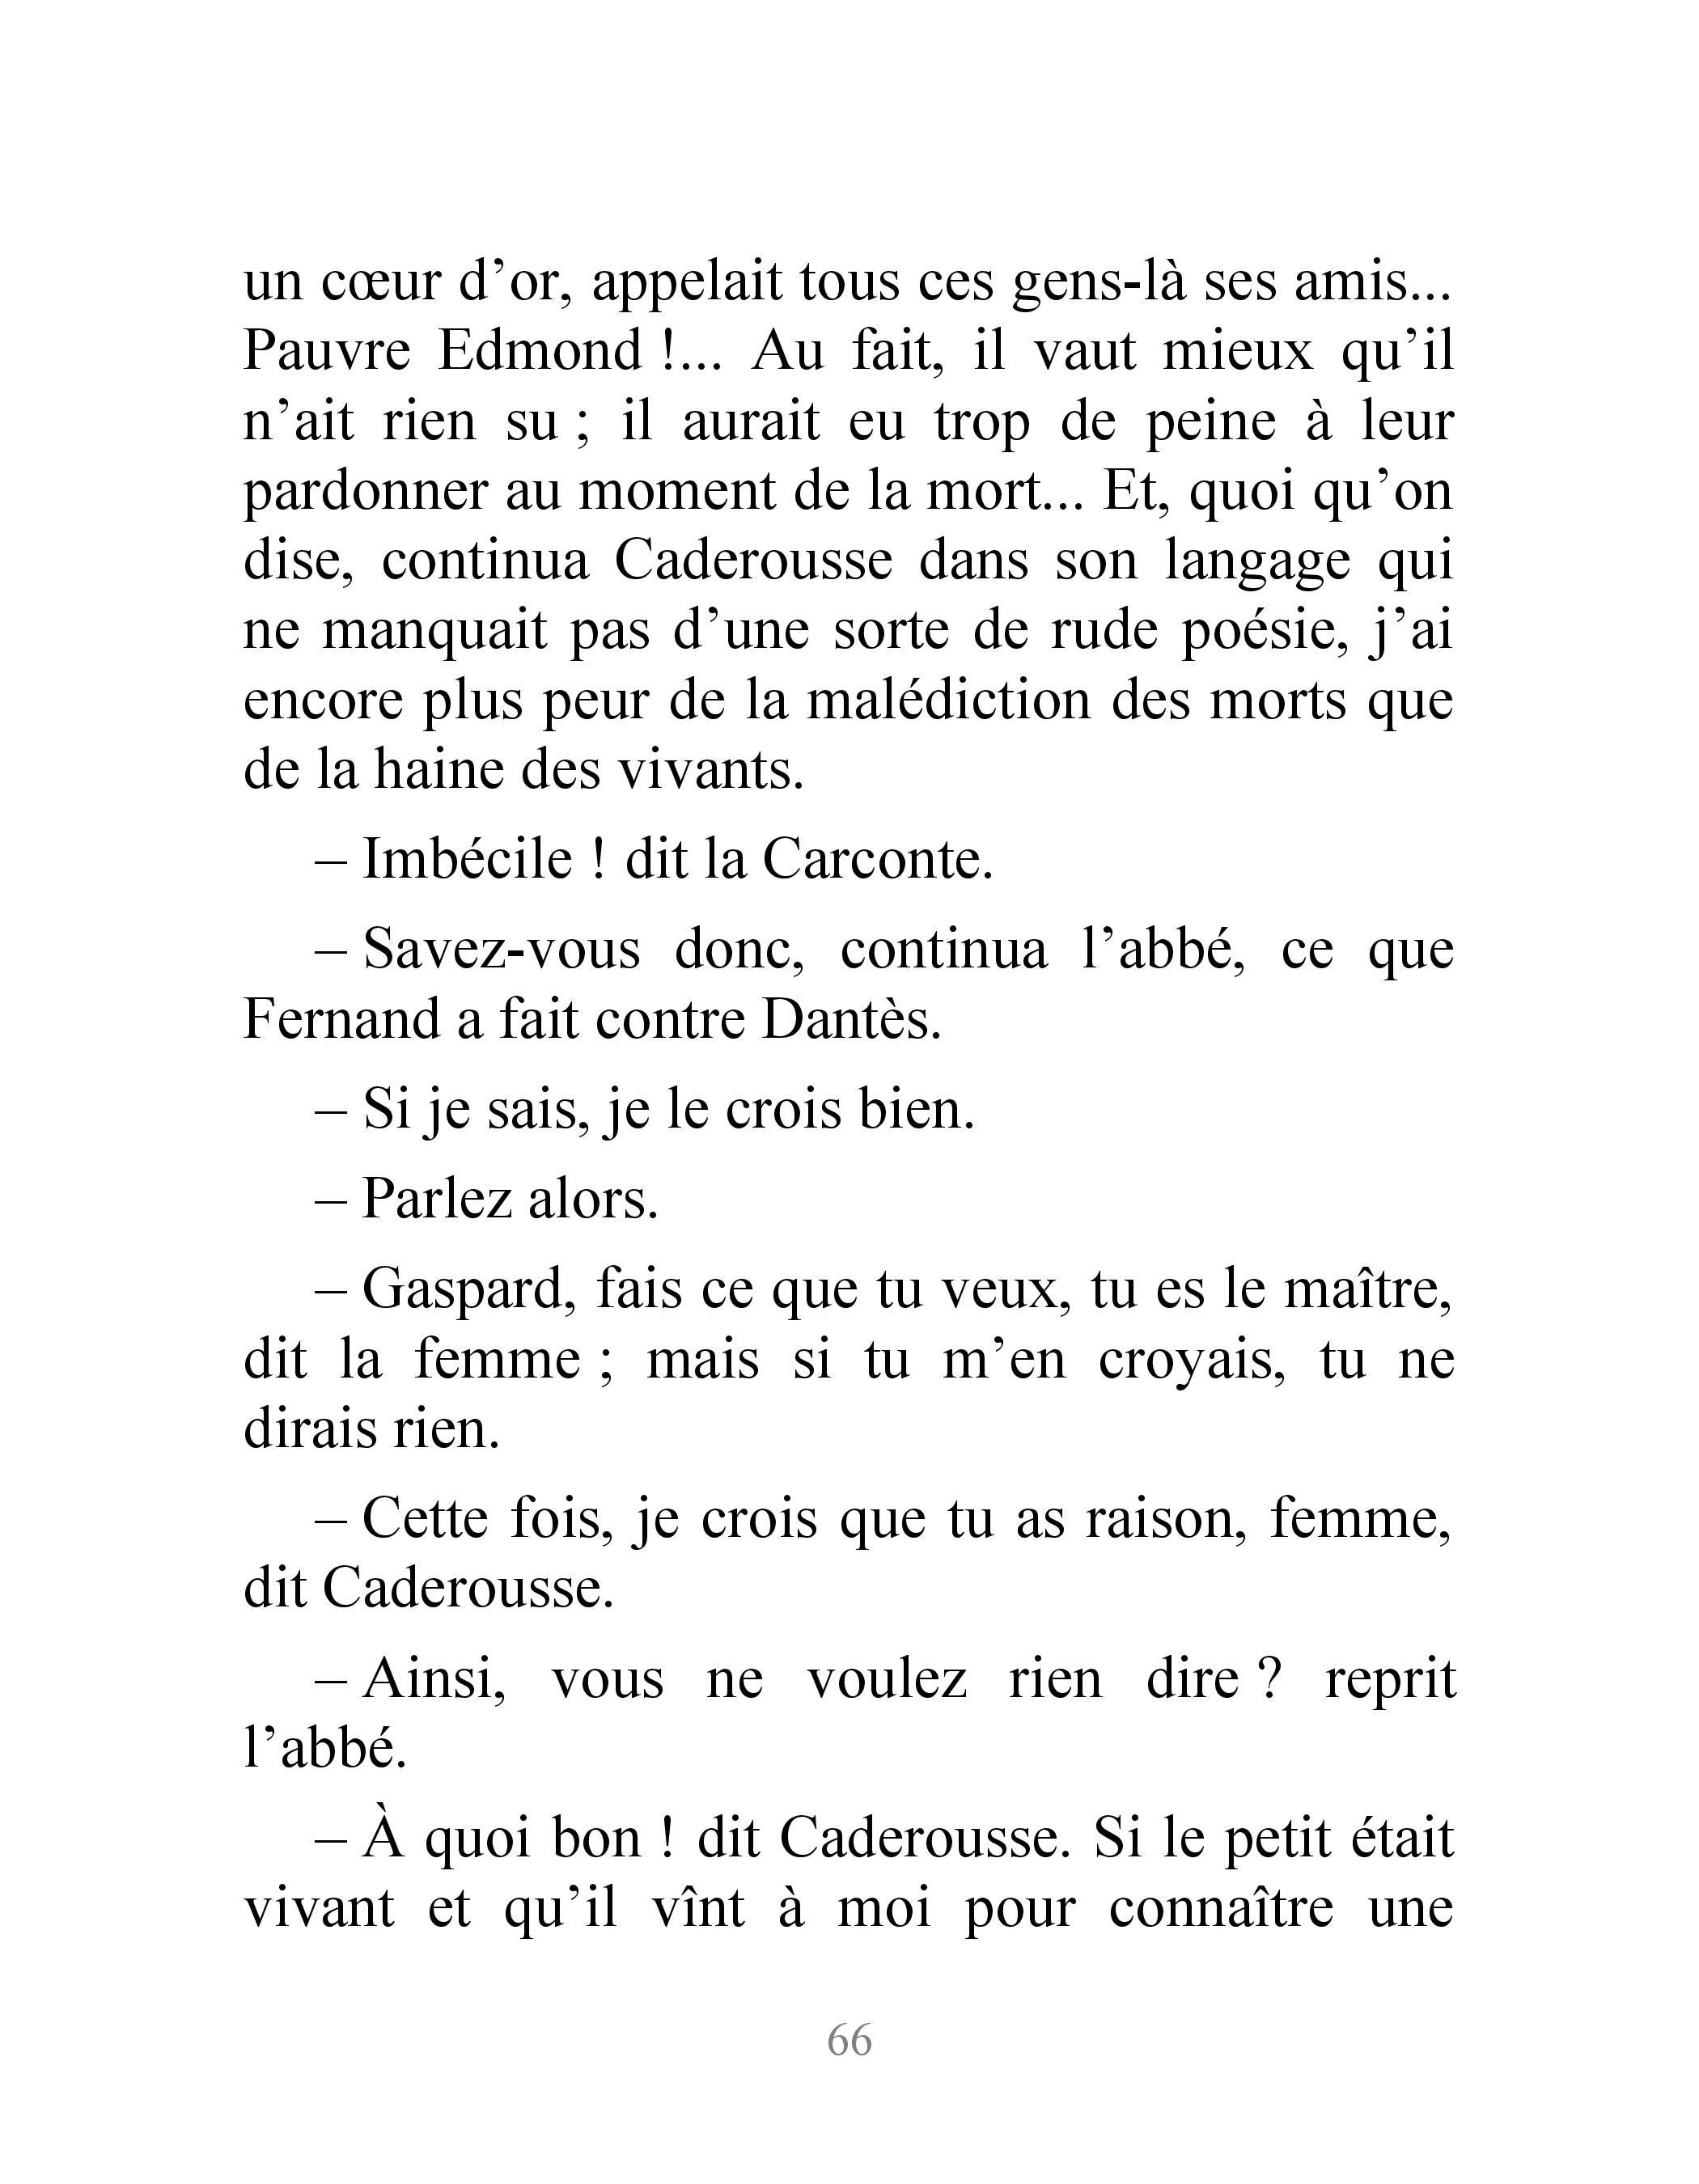 un cœur d’or, appelait tous ces gens-là ses amis...
Pauvre Edmond !... Au fait, il vaut mieux qu’il
n’ait rien su ; il aurait eu trop de peine à leur
pardonner au moment de la mort... Et, quoi qu’on
dise, continua Caderousse dans son langage qui
ne manquait pas d’une sorte de rude poésie, j’ai
encore plus peur de la malédiction des morts que
de la haine des vivants.
– Imbécile ! dit la Carconte.
– Savez-vous donc, continua l’abbé, ce que
Fernand a fait contre Dantès.
– Si je sais, je le crois bien.
– Parlez alors.
– Gaspard, fais ce que tu veux, tu es le maître,
dit la femme ; mais si tu m’en croyais, tu ne
dirais rien.
– Cette fois, je crois que tu as raison, femme,
dit Caderousse.
– Ainsi, vous ne voulez rien dire ? reprit
l’abbé.
– À quoi bon ! dit Caderousse. Si le petit était
vivant et qu’il vînt à moi pour connaître une
66